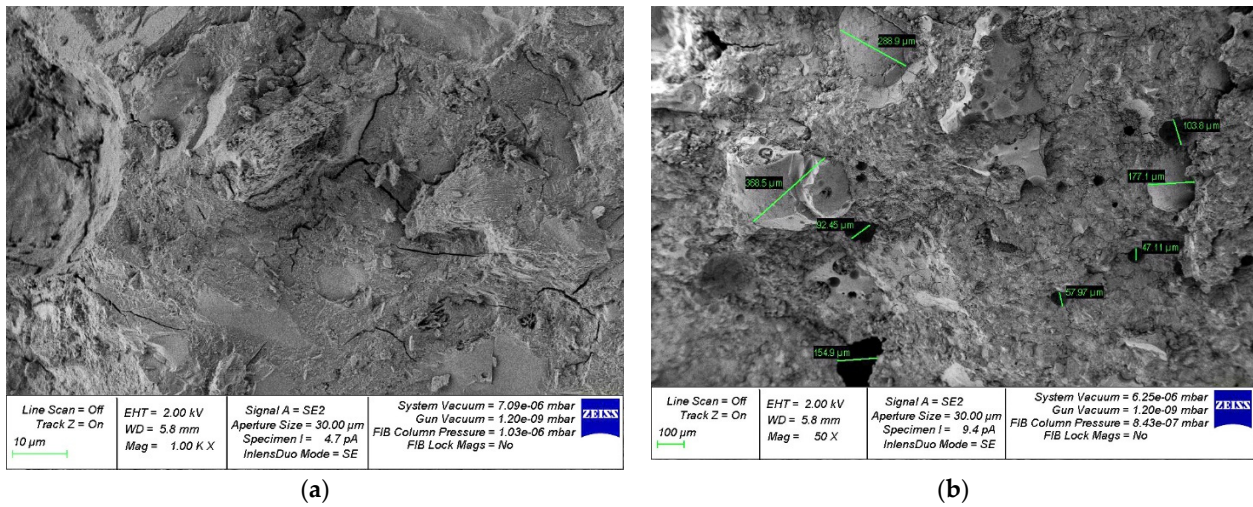 288.9 µm
103.8 µm
368.5 µm
177.1 µm
92.45 µm
47.11 µm
57.97 µm
154.9 µm
Line Scan = Off
Track Z = On
10 µm
EHT = 2.00 kV
WD = 5.8 mm
Mag = 1.00 K X
Signal A = SE2
Aperture Size = 30.00 µm
Specimen I = 4.7 pA
InlensDuo Mode = SE
System Vacuum = 7.09e-06 mbar
Gun Vacuum = 1.20e-09 mbar
FIB Column Pressure = 1.03e-06 mbar
FIB Lock Mags = No
ZEISS
Line Scan = Off
Track Z = On
100 µm
EHT = 2.00 kV
WD = 5.8 mm
Mag = 50 X
Signal A = SE2
Aperture Size = 30.00 µm
Specimen I = 9.4 pA
InlensDuo Mode = SE
System Vacuum = 6.25e-06 mbar
Gun Vacuum = 1.20e-09 mbar
FIB Column Pressure = 8.43e-07 mbar
FIB Lock Mags = No
ZEISS
(a)
(b)